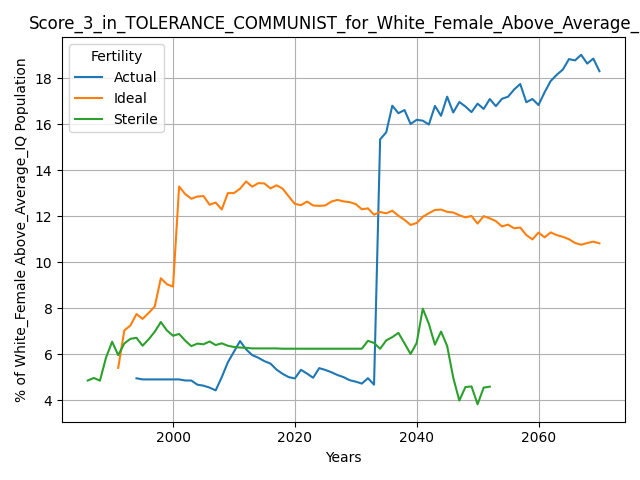 Score_3_in_TOLERANCE_COMMUNIST_for_White_Female_Above_Average_
Fertility
Actual
Ideal
Sterile
% of White_Female Above_Average_IQ Population
18
16
14
12
10
8
6
4
2000
2020
2040
2060
Years